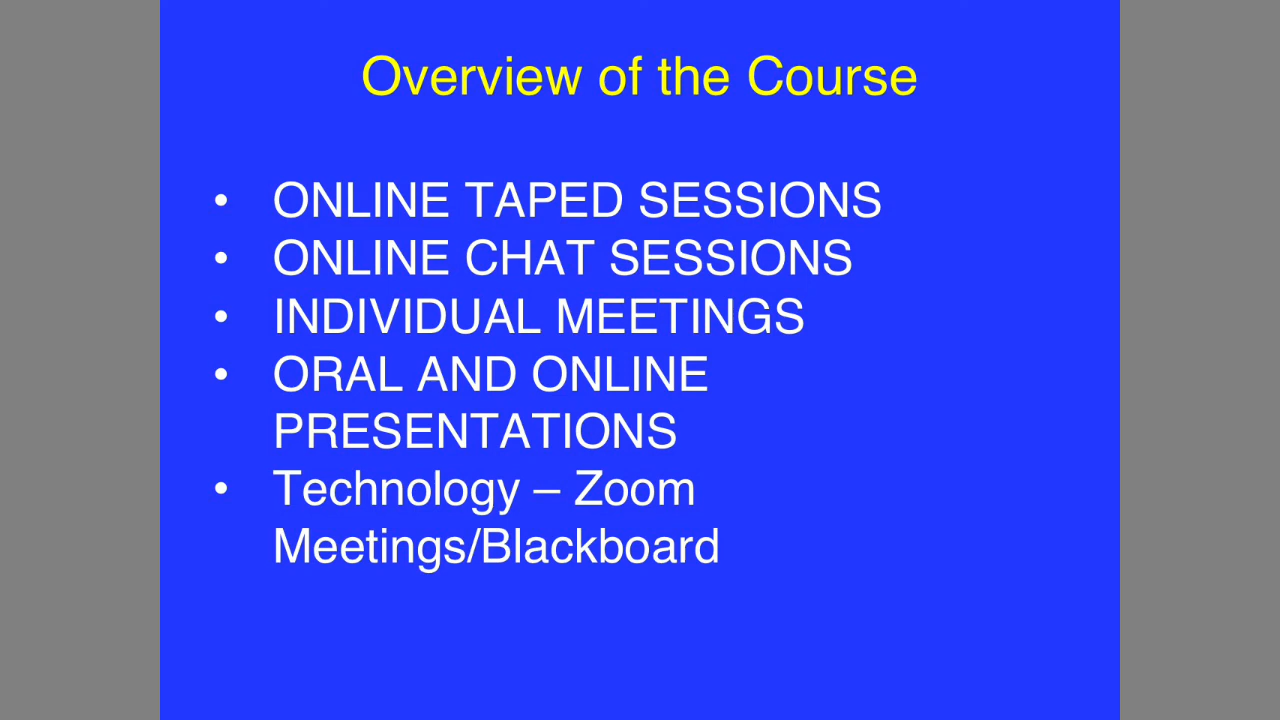 Overview of the Course
• ONLINE TAPED SESSIONS
• ONLINE CHAT SESSIONS
• INDIVIDUAL MEETINGS
• ORAL AND ONLINE
PRESENTATIONS
• Technology – Zoom
Meetings/Blackboard